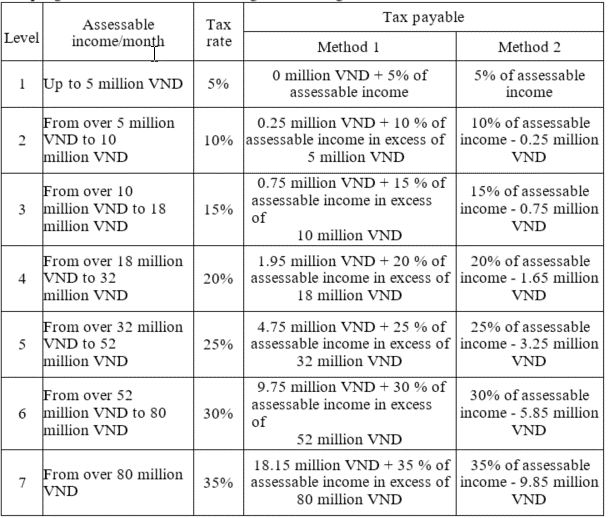 Level
Assessable
income/month
Tax
rate
Tax payable
Method 1
Method 2
1
Up to 5 million VND
5%
0 million VND + 5% of
assessable income
5% of assessable
income
2
From over 5 million
VND to 10
million VND
10%
0.25 million VND + 10 % of
assessable income in excess of
5 million VND
10% of assessable
income - 0.25 million
VND
3
From over 10
million VND to 18
million VND
15%
0.75 million VND + 15 % of
assessable income in excess
of
10 million VND
15% of assessable
income - 0.75 million
VND
4
From over 18 million
VND to 32
million VND
20%
1.95 million VND + 20 % of
assessable income in excess of
18 million VND
20% of assessable
income - 1.65 million
VND
5
From over 32 million
VND to 52
million VND
25%
4.75 million VND + 25 % of
assessable income in excess of
32 million VND
25% of assessable
income - 3.25 million
VND
6
From over 52
million VND to 80
million VND
30%
9.75 million VND + 30 % of
assessable income in excess
of
52 million VND
30% of assessable
income - 5.85 million
VND
7
From over 80 million
VND
35%
18.15 million VND + 35 % of
assessable income in excess of
80 million VND
35% of assessable
income - 9.85 million
VND